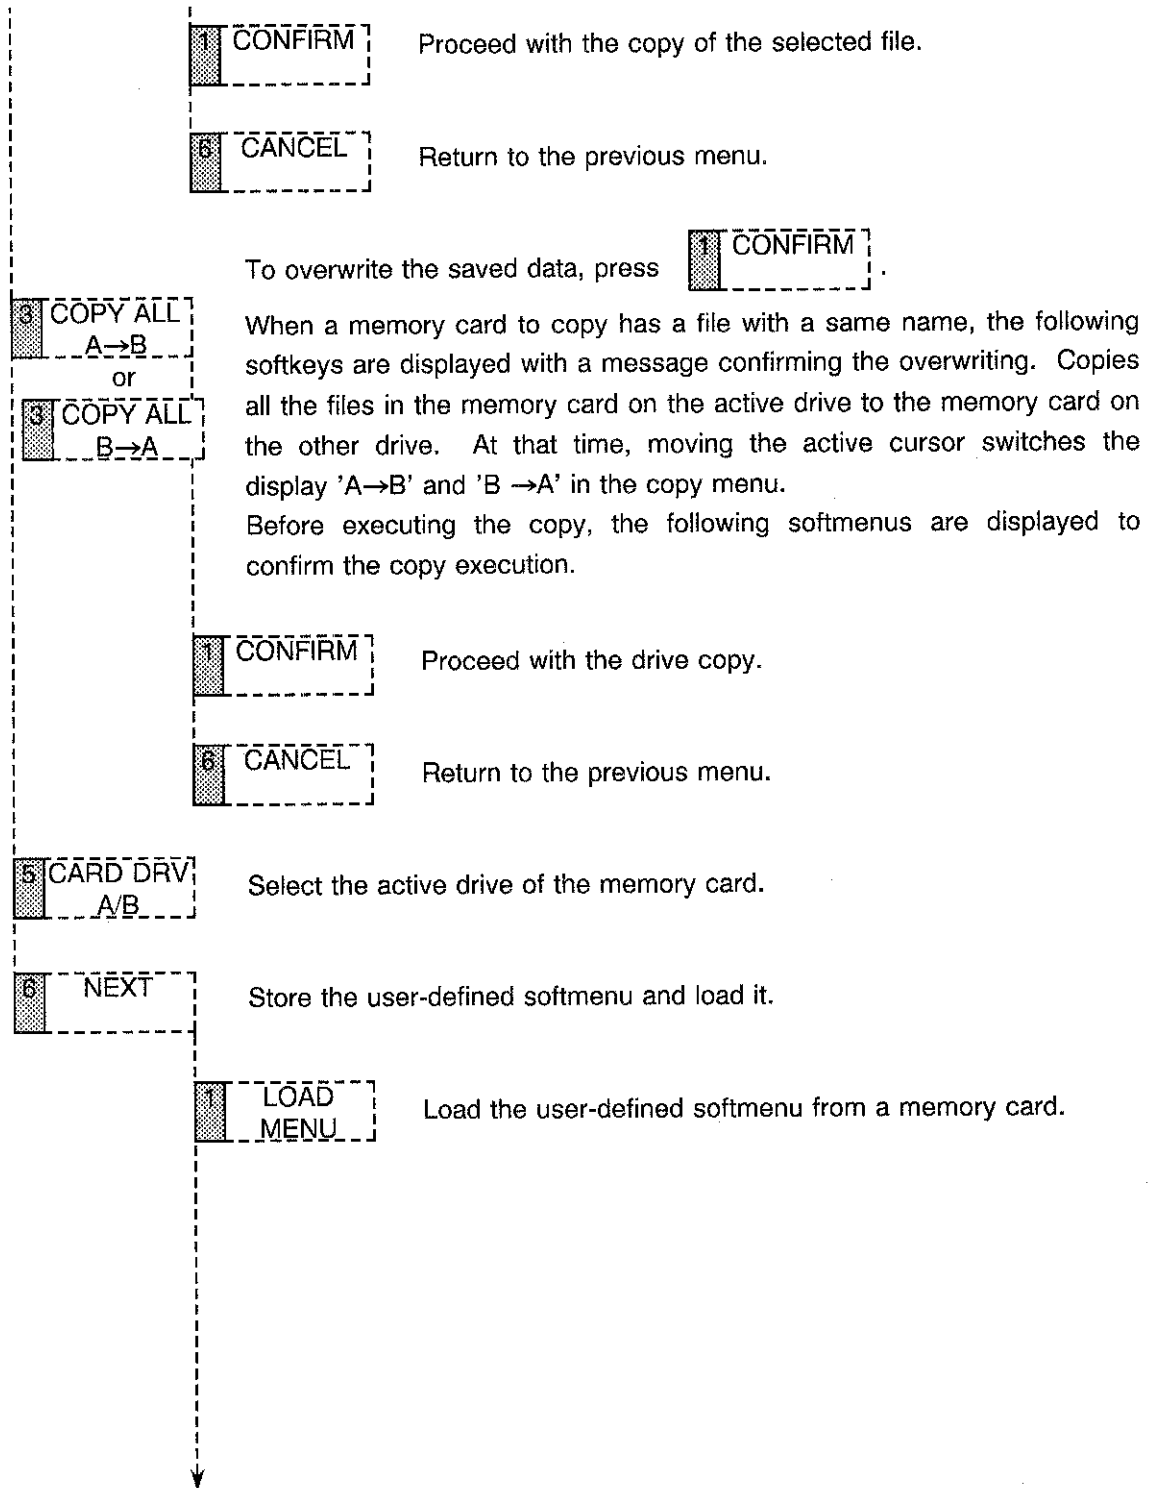 1 CONFIRM Proceed with the copy of the selected file.
6 CANCEL Return to the previous menu.
To overwrite the saved data, press 1 CONFIRM .
3 COPY ALL
A→B
or
3 COPY ALL
B→A
When a memory card to copy has a file with a same name, the following
softkeys are displayed with a message confirming the overwriting. Copies
all the files in the memory card on the active drive to the memory card on
the other drive. At that time, moving the active cursor switches the
display 'A→B' and 'B →A' in the copy menu.
Before executing the copy, the following softmenus are displayed to
confirm the copy execution.
1 CONFIRM Proceed with the drive copy.
6 CANCEL Return to the previous menu.
5 CARD DRV
A/B
Select the active drive of the memory card.
6 NEXT Store the user-defined softmenu and load it.
1 LOAD
MENU
Load the user-defined softmenu from a memory card.